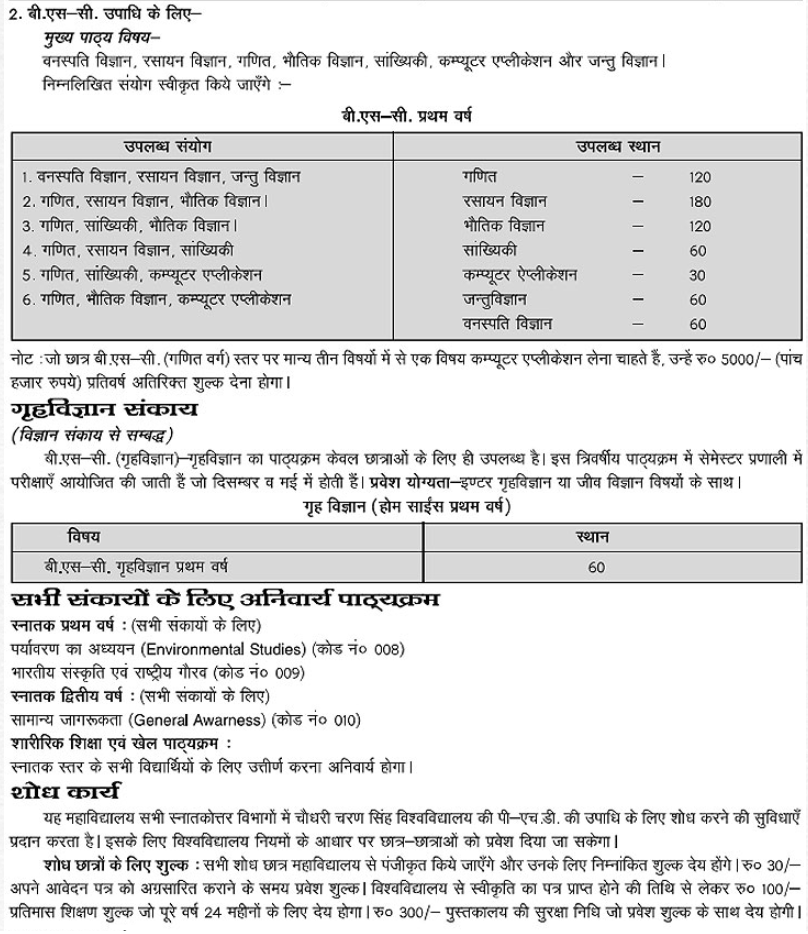 2. बी.एस–सी. उपाधि के लिए–
मुख्य पाठ्य विषय–
वनस्पति विज्ञान, रसायन विज्ञान, गणित, भौतिक विज्ञान, सांख्यिकी, कम्प्यूटर एप्लीकेशन और जन्तु विज्ञान।
निम्नलिखित संयोग स्वीकृत किये जाएँगे :–
बी.एस–सी. प्रथम वर्ष
उपलब्ध संयोग उपलब्ध स्थान
1. वनस्पति विज्ञान, रसायन विज्ञान, जन्तु विज्ञान गणित – 120
2. गणित, रसायन विज्ञान, भौतिक विज्ञान। रसायन विज्ञान – 180
3. गणित, सांख्यिकी, भौतिक विज्ञान। भौतिक विज्ञान – 120
4. गणित, रसायन विज्ञान, सांख्यिकी सांख्यिकी – 60
5. गणित, सांख्यिकी, कम्प्यूटर एप्लीकेशन कम्प्यूटर ऐप्लीकेशन – 30
6. गणित, भौतिक विज्ञान, कम्प्यूटर एप्लीकेशन जन्तुविज्ञान – 60
वनस्पति विज्ञान – 60
नोट :जो छात्र बी.एस–सी. (गणित वर्ग) स्तर पर मान्य तीन विषयों में से एक विषय कम्प्यूटर एप्लीकेशन लेना चाहते हैं, उन्हें रु० 5000/– (पांच
हजार रुपये) प्रतिवर्ष अतिरिक्त शुल्क देना होगा।
गृहविज्ञान संकाय
(विज्ञान संकाय से सम्बद्ध)
बी.एस–सी. (गृहविज्ञान)–गृहविज्ञान का पाठ्यक्रम केवल छात्राओं के लिए ही उपलब्ध है। इस त्रिवर्षीय पाठ्यक्रम में सेमेस्टर प्रणाली में
परीक्षाएँ आयोजित की जाती हैं जो दिसम्बर व मई में होती हैं। प्रवेश योग्यता–इण्टर गृहविज्ञान या जीव विज्ञान विषयों के साथ।
गृह विज्ञान (होम साईंस प्रथम वर्ष)
विषय स्थान
बी.एस–सी. गृहविज्ञान प्रथम वर्ष 60
सभी संकायों के लिए अनिवार्य पाठ्यक्रम
स्नातक प्रथम वर्ष : (सभी संकायों के लिए)
पर्यावरण का अध्ययन (Environmental Studies) (कोड नं० 008)
भारतीय संस्कृति एवं राष्ट्रीय गौरव (कोड नं० 009)
स्नातक द्वितीय वर्ष : (सभी संकायों के लिए)
सामान्य जागरूकता (General Awarness) (कोड नं० 010)
शारीरिक शिक्षा एवं खेल पाठ्यक्रम :
स्नातक स्तर के सभी विद्यार्थियों के लिए उत्तीर्ण करना अनिवार्य होगा।
शोध कार्य
यह महाविद्यालय सभी स्नातकोत्तर विभागों में चौधरी चरण सिंह विश्वविद्यालय की पी–एच.डी. की उपाधि के लिए शोध करने की सुविधाएँ
प्रदान करता है। इसके लिए विश्वविद्यालय नियमों के आधार पर छात्र–छात्राओं को प्रवेश दिया जा सकेगा।
शोध छात्रों के लिए शुल्क : सभी शोध छात्र महाविद्यालय से पंजीकृत किये जाएँगे और उनके लिए निम्नांकित शुल्क देय होंगे। रु० 30/–
अपने आवेदन पत्र को अग्रसारित कराने के समय प्रवेश शुल्क। विश्वविद्यालय से स्वीकृति का पत्र प्राप्त होने की तिथि से लेकर रु० 100/–
प्रतिमास शिक्षण शुल्क जो पूरे वर्ष 24 महीनों के लिए देय होगा। रु० 300/– पुस्तकालय की सुरक्षा निधि जो प्रवेश शुल्क के साथ देय होगी।